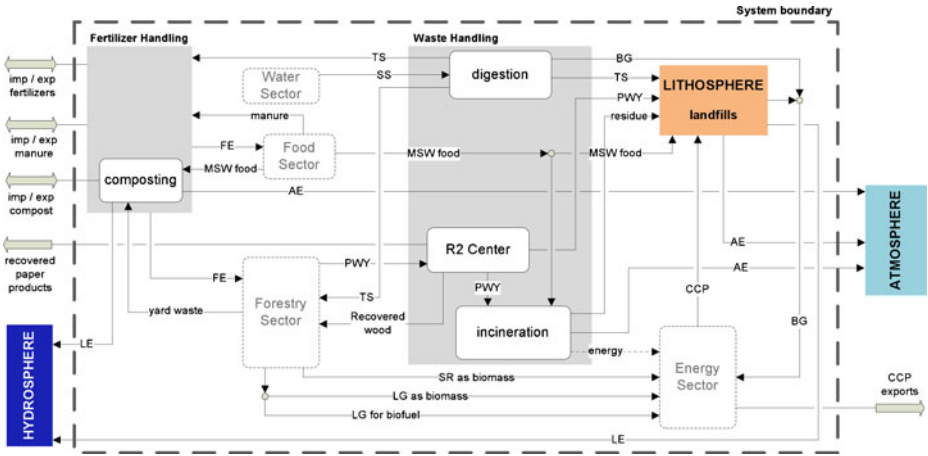 System boundary
Fertilizer Handling
Waste Handling
TS
BG
imp / exp
fertilizers
Water
Sector
SS
digestion
TS
LITHOSPHERE
landfills
PWY
manure
residue
imp / exp
manure
FE
Food
Sector
MSW food
MSW food
MSW food
composting
AE
imp / exp
compost
ATMOSPHERE
R2 Center
AE
recovered
paper
products
FE
PWY
AE
PWY
CCP
TS
Forestry
Sector
yard waste
Recovered
wood
incineration
BG
HYDROSPHERE
LE
energy
Energy
Sector
SR as biomass
CCP
exports
LG as biomass
LG for biofuel
LE